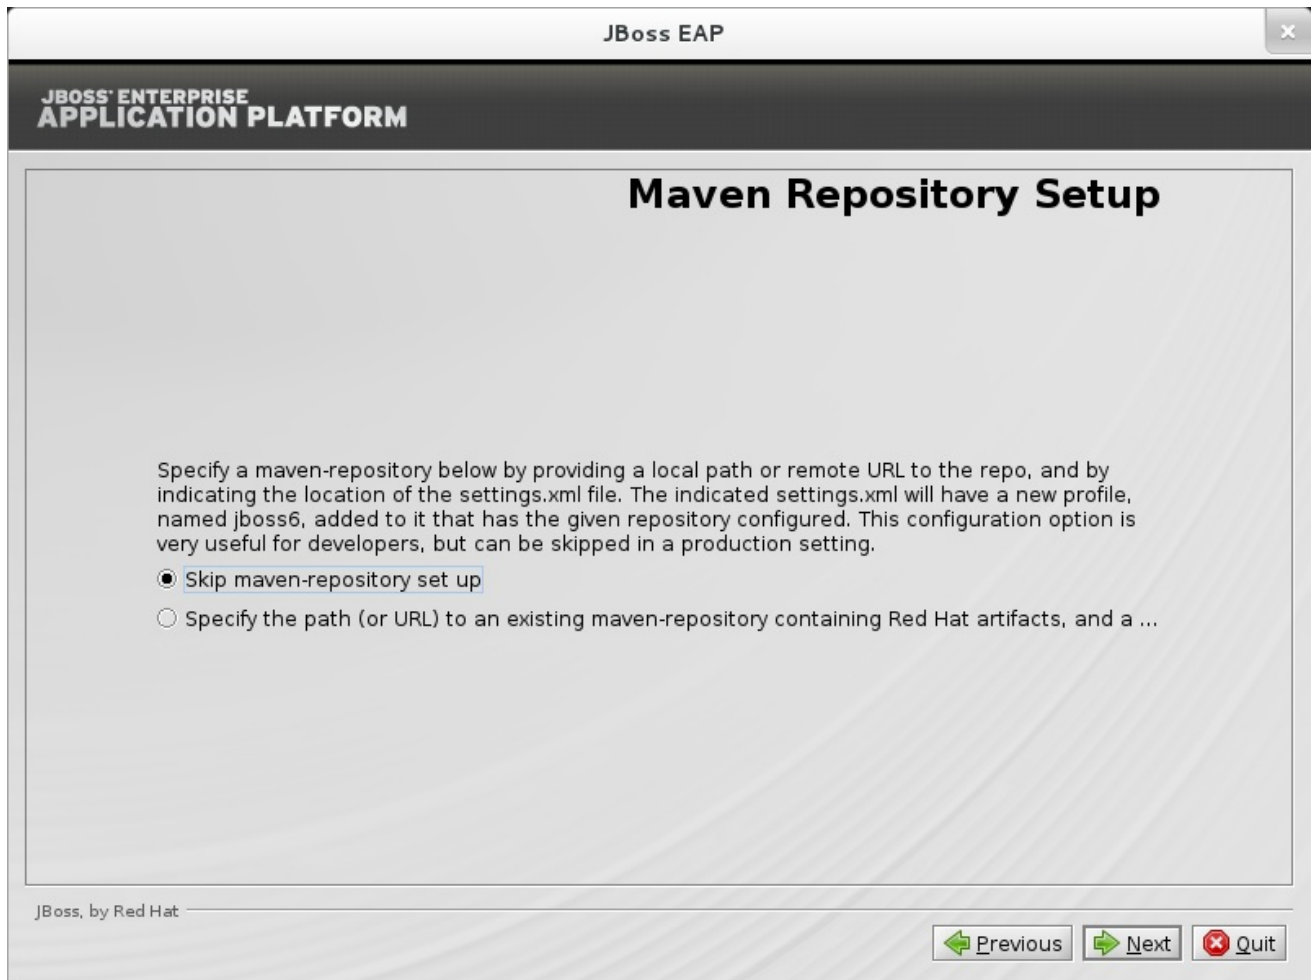 JBoss EAP
JBOSS' ENTERPRISE
APPLICATION PLATFORM
Maven Repository Setup
Specify a maven-repository below by providing a local path or remote URL to the repo, and by
indicating the location of the settings.xml file. The indicated settings.xml will have a new profile,
named jboss6, added to it that has the given repository configured. This configuration option is
very useful for developers, but can be skipped in a production setting.
Skip maven-repository set up
Specify the path (or URL) to an existing maven-repository containing Red Hat artifacts, and a ...
JBoss, by Red Hat
Previous Next Quit